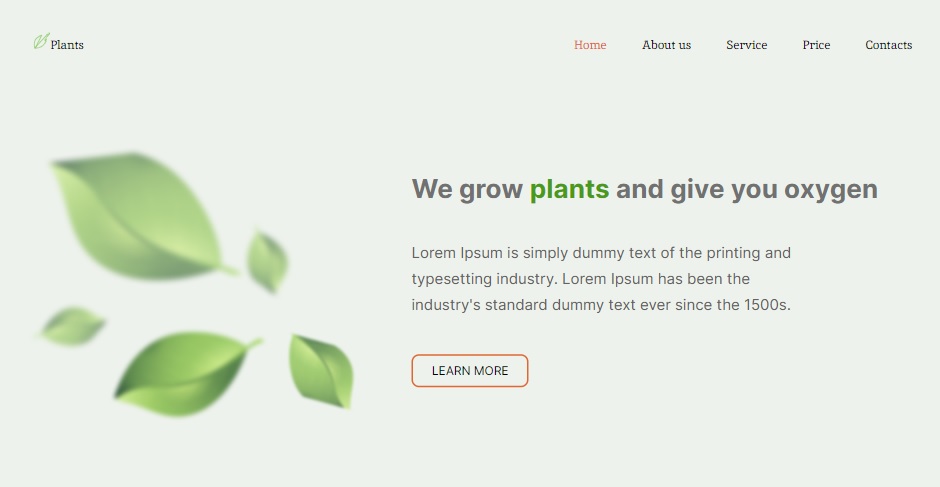 Plants
Home About us Service Price Contacts
We grow plants and give you oxygen
Lorem Ipsum is simply dummy text of the printing and
typesetting industry. Lorem Ipsum has been the
industry's standard dummy text ever since the 1500s.
LEARN MORE